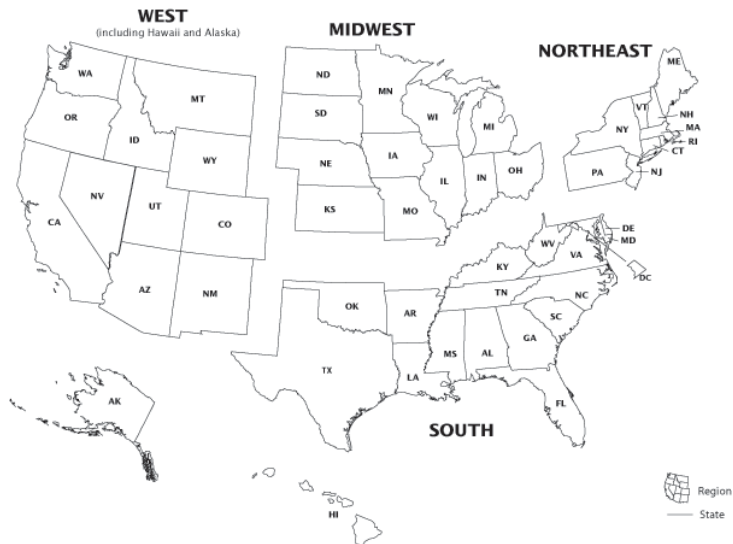 WEST
(including Hawaii and Alaska)
MIDWEST
NORTHEAST
WA
MT
OR
ID
WY
NV
UT
CO
CA
AZ
NM
AK
HI
ND
MN
SD
WI
MI
NE
IA
IL
IN
OH
KS
MO
ME
VT
NH
NY
MA
RI
CT
PA
NJ
DE
MD
WV
VA
DC
KY
TN
NC
OK
AR
SC
MS
AL
GA
TX
LA
FL
SOUTH
Region
State